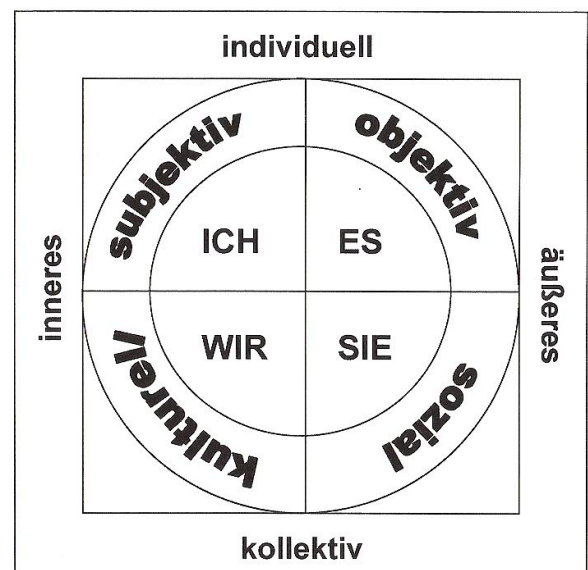 individuell
subjektiv
objektiv
inneres
ICH
ES
äußeres
WIR
SIE
kulturell
sozial
kollektiv